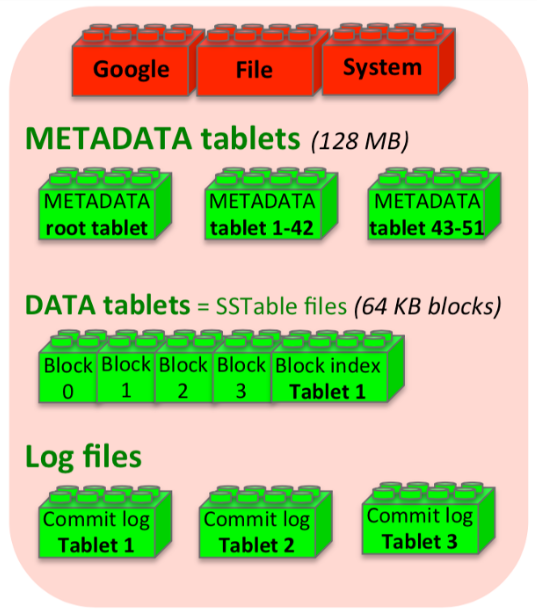 Google File System
METADATA tablets (128 MB)
METADATA
root tablet
METADATA
tablet 1-42
METADATA
tablet 43-51
DATA tablets = SSTable files (64 KB blocks)
Block
0
Block
1
Block
2
Block
3
Block index
Tablet 1
Log files
Commit log
Tablet 1
Commit log
Tablet 2
Commit log
Tablet 3